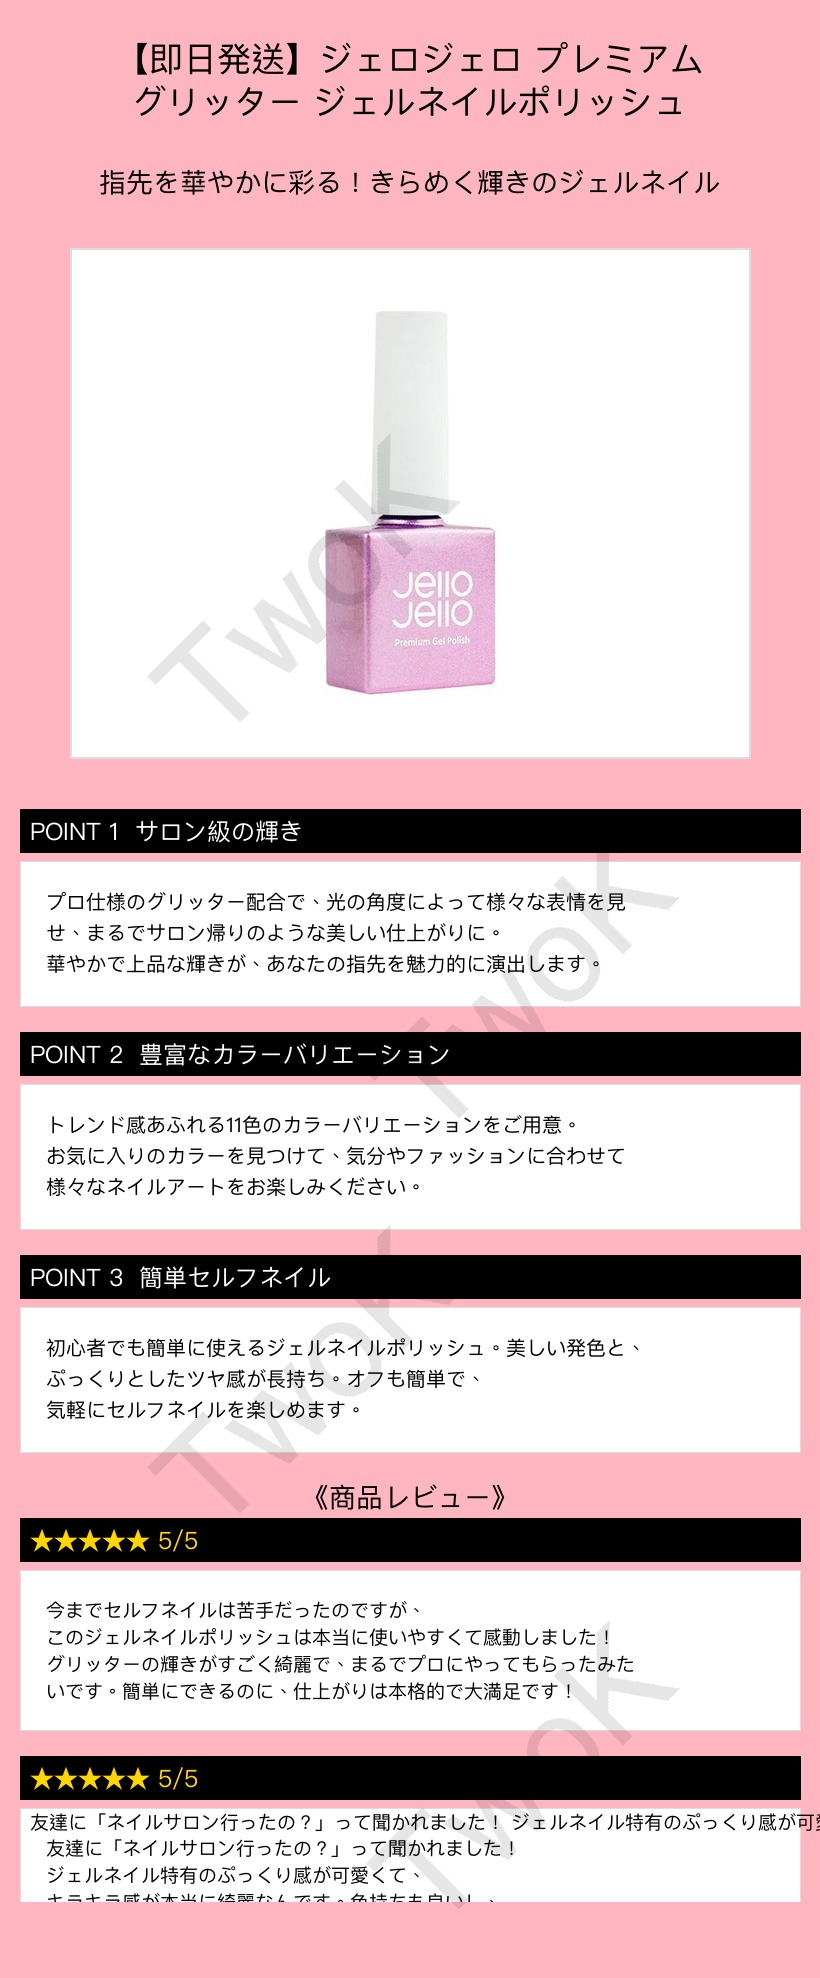 【即日発送】ジェロジェロ プレミアム
グリッター ジェルネイルポリッシュ
指先を華やかに彩る！きらめく輝きのジェルネイル
Jello
Jello
Premium Gel Polish
TwoK
POINT 1 サロン級の輝き
プロ仕様のグリッター配合で、光の角度によって様々な表情を見
せ、まるでサロン帰りのような美しい仕上がりに。
華やかで上品な輝きが、あなたの指先を魅力的に演出します。
TwoK
POINT 2 豊富なカラーバリエーション
トレンド感あふれる11色のカラーバリエーションをご用意。
お気に入りのカラーを見つけて、気分やファッションに合わせて
様々なネイルアートをお楽しみください。
POINT 3 簡単セルフネイル
初心者でも簡単に使えるジェルネイルポリッシュ。美しい発色と、
ぷっくりとしたツヤ感が長持ち。オフも簡単で、
気軽にセルフネイルを楽しめます。
TwoK
《商品レビュー》
★★★★★ 5/5
今までセルフネイルは苦手だったのですが、
このジェルネイルポリッシュは本当に使いやすくて感動しました！
グリッターの輝きがすごく綺麗で、まるでプロにやってもらったみた
いです。簡単にできるのに、仕上がりは本格的で大満足です！
TwoK
★★★★★ 5/5
友達に「ネイルサロン行ったの？」って聞かれました！ ジェルネイル特有のぷっくり感が可愛
友達に「ネイルサロン行ったの？」って聞かれました！
ジェルネイル特有のぷっくり感が可愛くて、
キラキラ感が本当に綺麗なんです。色持ちも良いし、